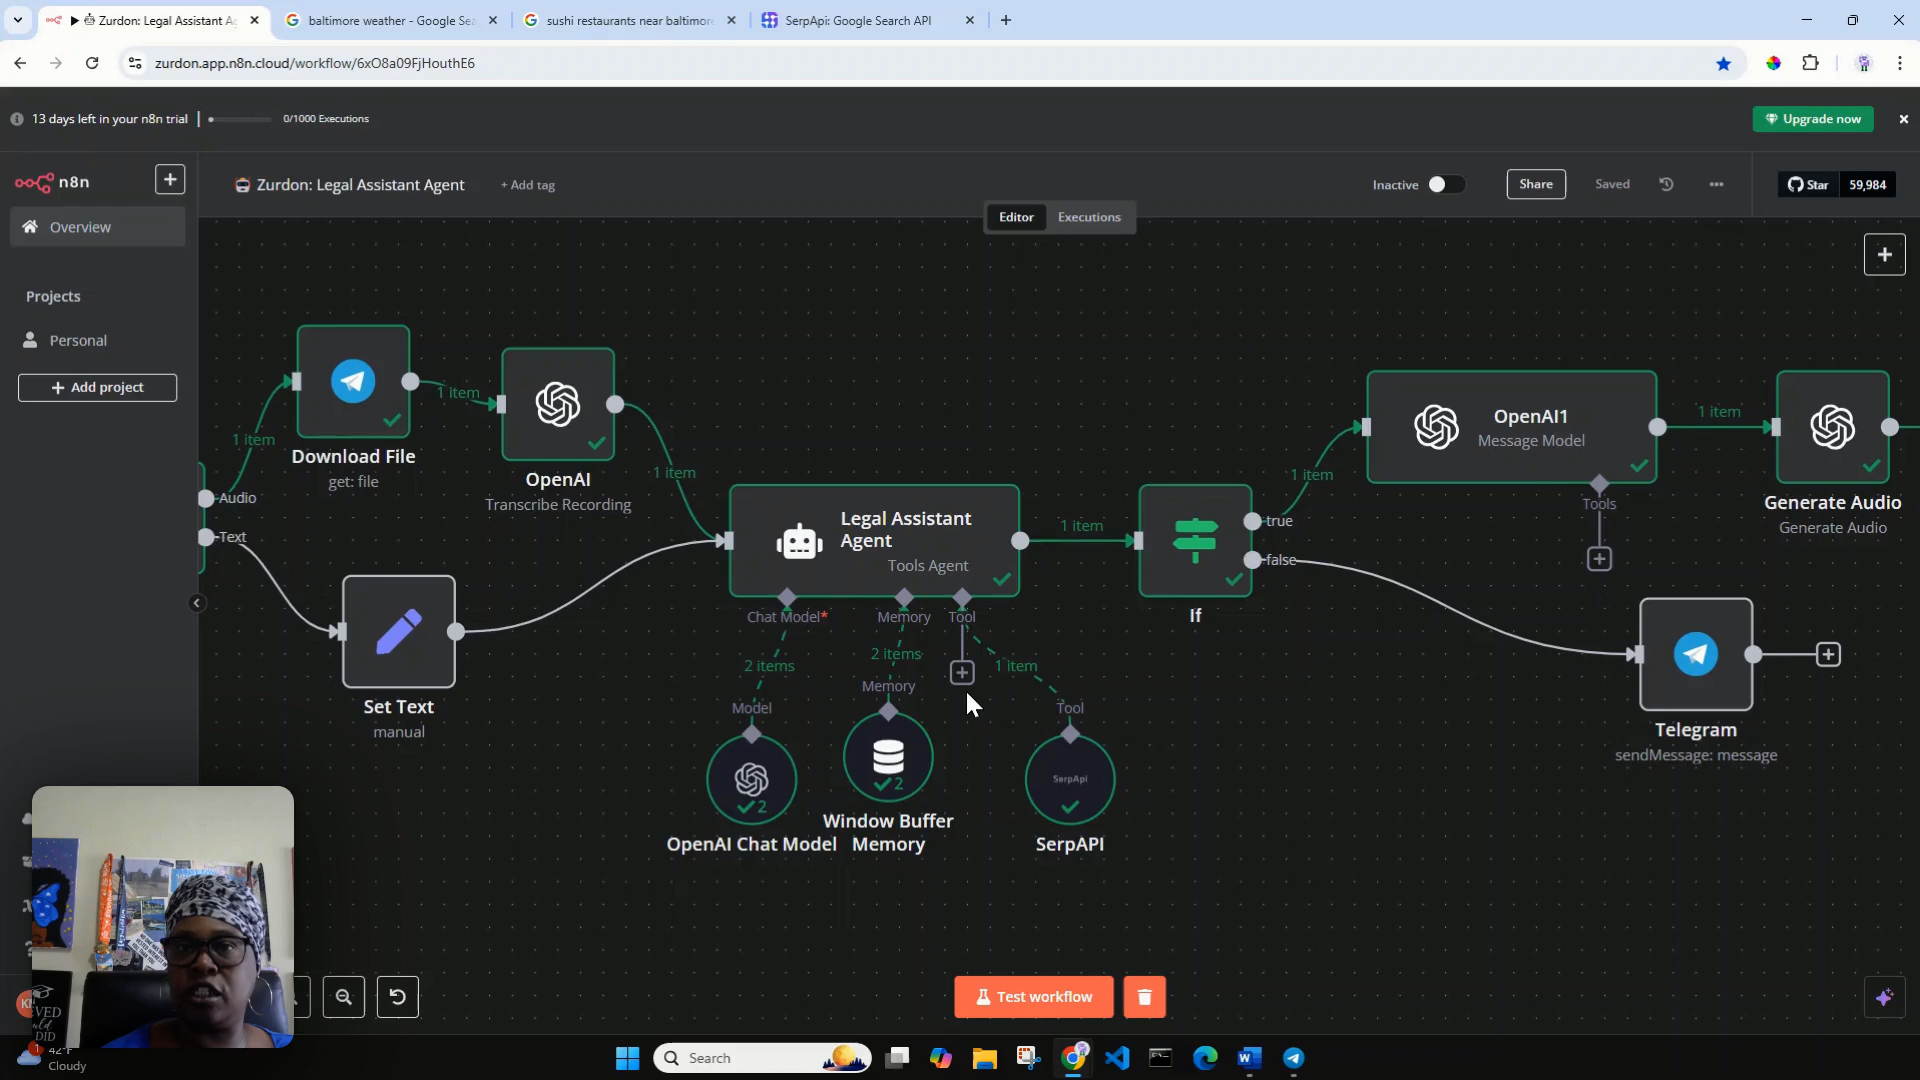 Zurdon: Legal Assistant Ag
baltimore weather - Google Sea
sushi restaurants near baltimore
SerpApi: Google Search API
zurdon.app.n8n.cloud/workflow/6xO8a09FjHouthE6
13 days left in your n8n trial
0/1000 Executions
Upgrade now
n8n
Zurdon: Legal Assistant Agent
+ Add tag
Inactive
Share
Saved
Star
59,984
Overview
Editor
Executions
Projects
Personal
Add project
1 item
Download File
get: file
1 item
OpenAI
Transcribe Recording
1 item
Audio
Text
Set Text
manual
Legal Assistant
Agent
Tools Agent
Chat Model*
Memory
Tool
2 items
2 items
1 item
Model
Memory
Tool
2
OpenAI Chat Model
2
Window Buffer
Memory
SerpApi
SerpAPI
1 item
If
true
false
1 item
OpenAI1
Message Model
Tools
1 item
Generate Audio
Generate Audio
Telegram
sendMessage: message
Test workflow
DID
1
42°F
Cloudy
Search